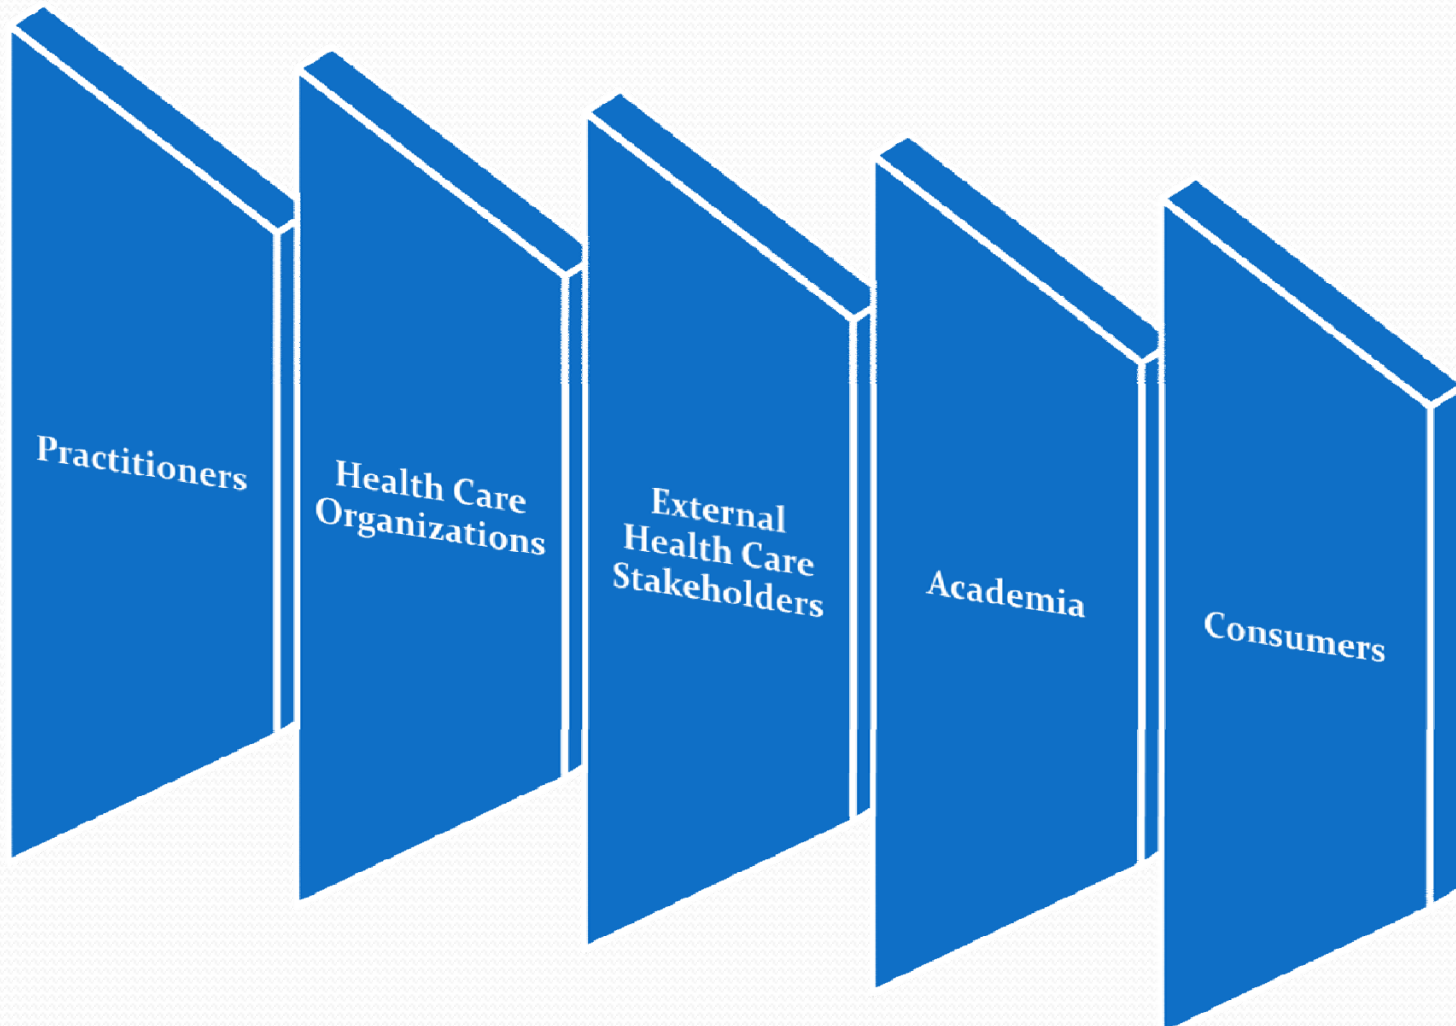 Practitioners
Health Care
Organizations
External
Health Care
Stakeholders
Academia
Consumers